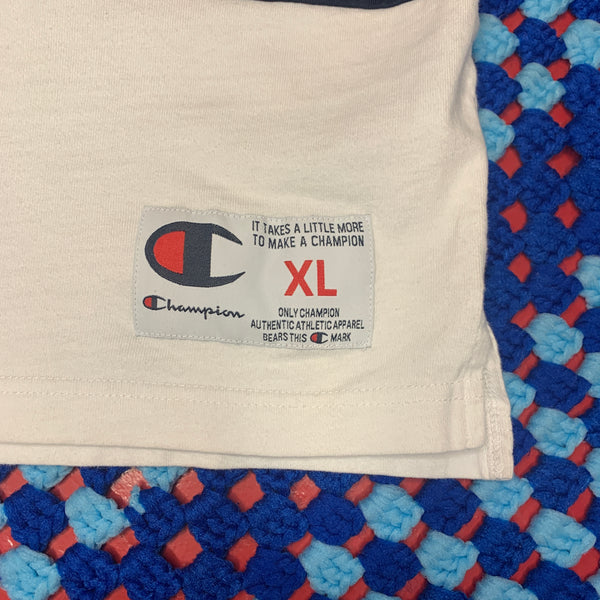 IT TAKES A LITTLE MORE
TO MAKE A CHAMPION
XL
Champion
ONLY CHAMPION
AUTHENTIC ATHLETIC APPAREL
BEARS THIS C MARK